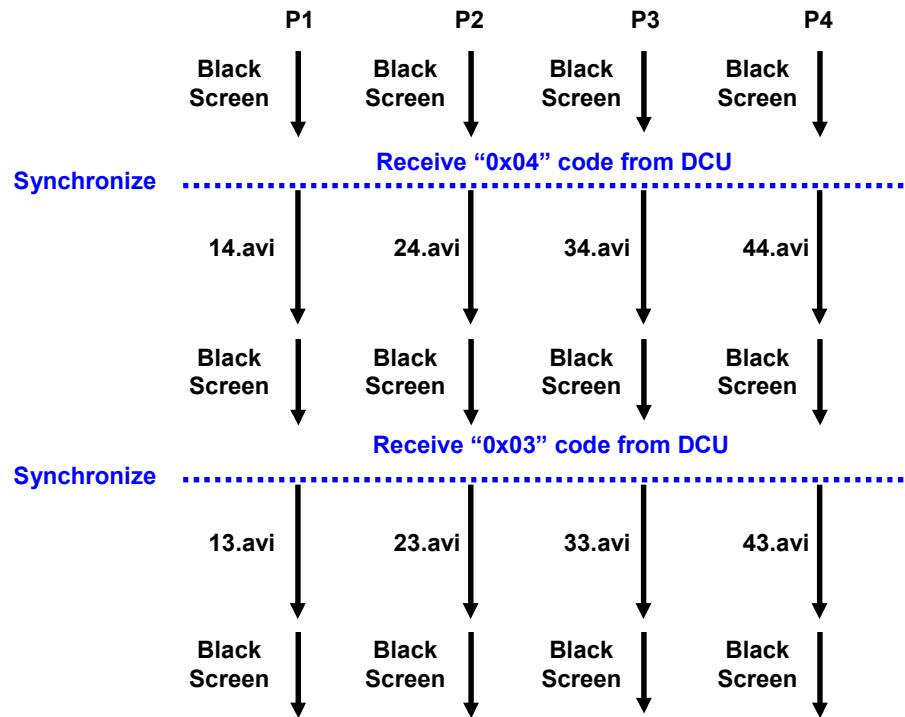 P1 P2 P3 P4
Black Black Black Black
Screen Screen Screen Screen
Receive “0x04” code from DCU
Synchronize
14.avi 24.avi 34.avi 44.avi
Black Black Black Black
Screen Screen Screen Screen
Receive “0x03” code from DCU
Synchronize
13.avi 23.avi 33.avi 43.avi
Black Black Black Black
Screen Screen Screen Screen